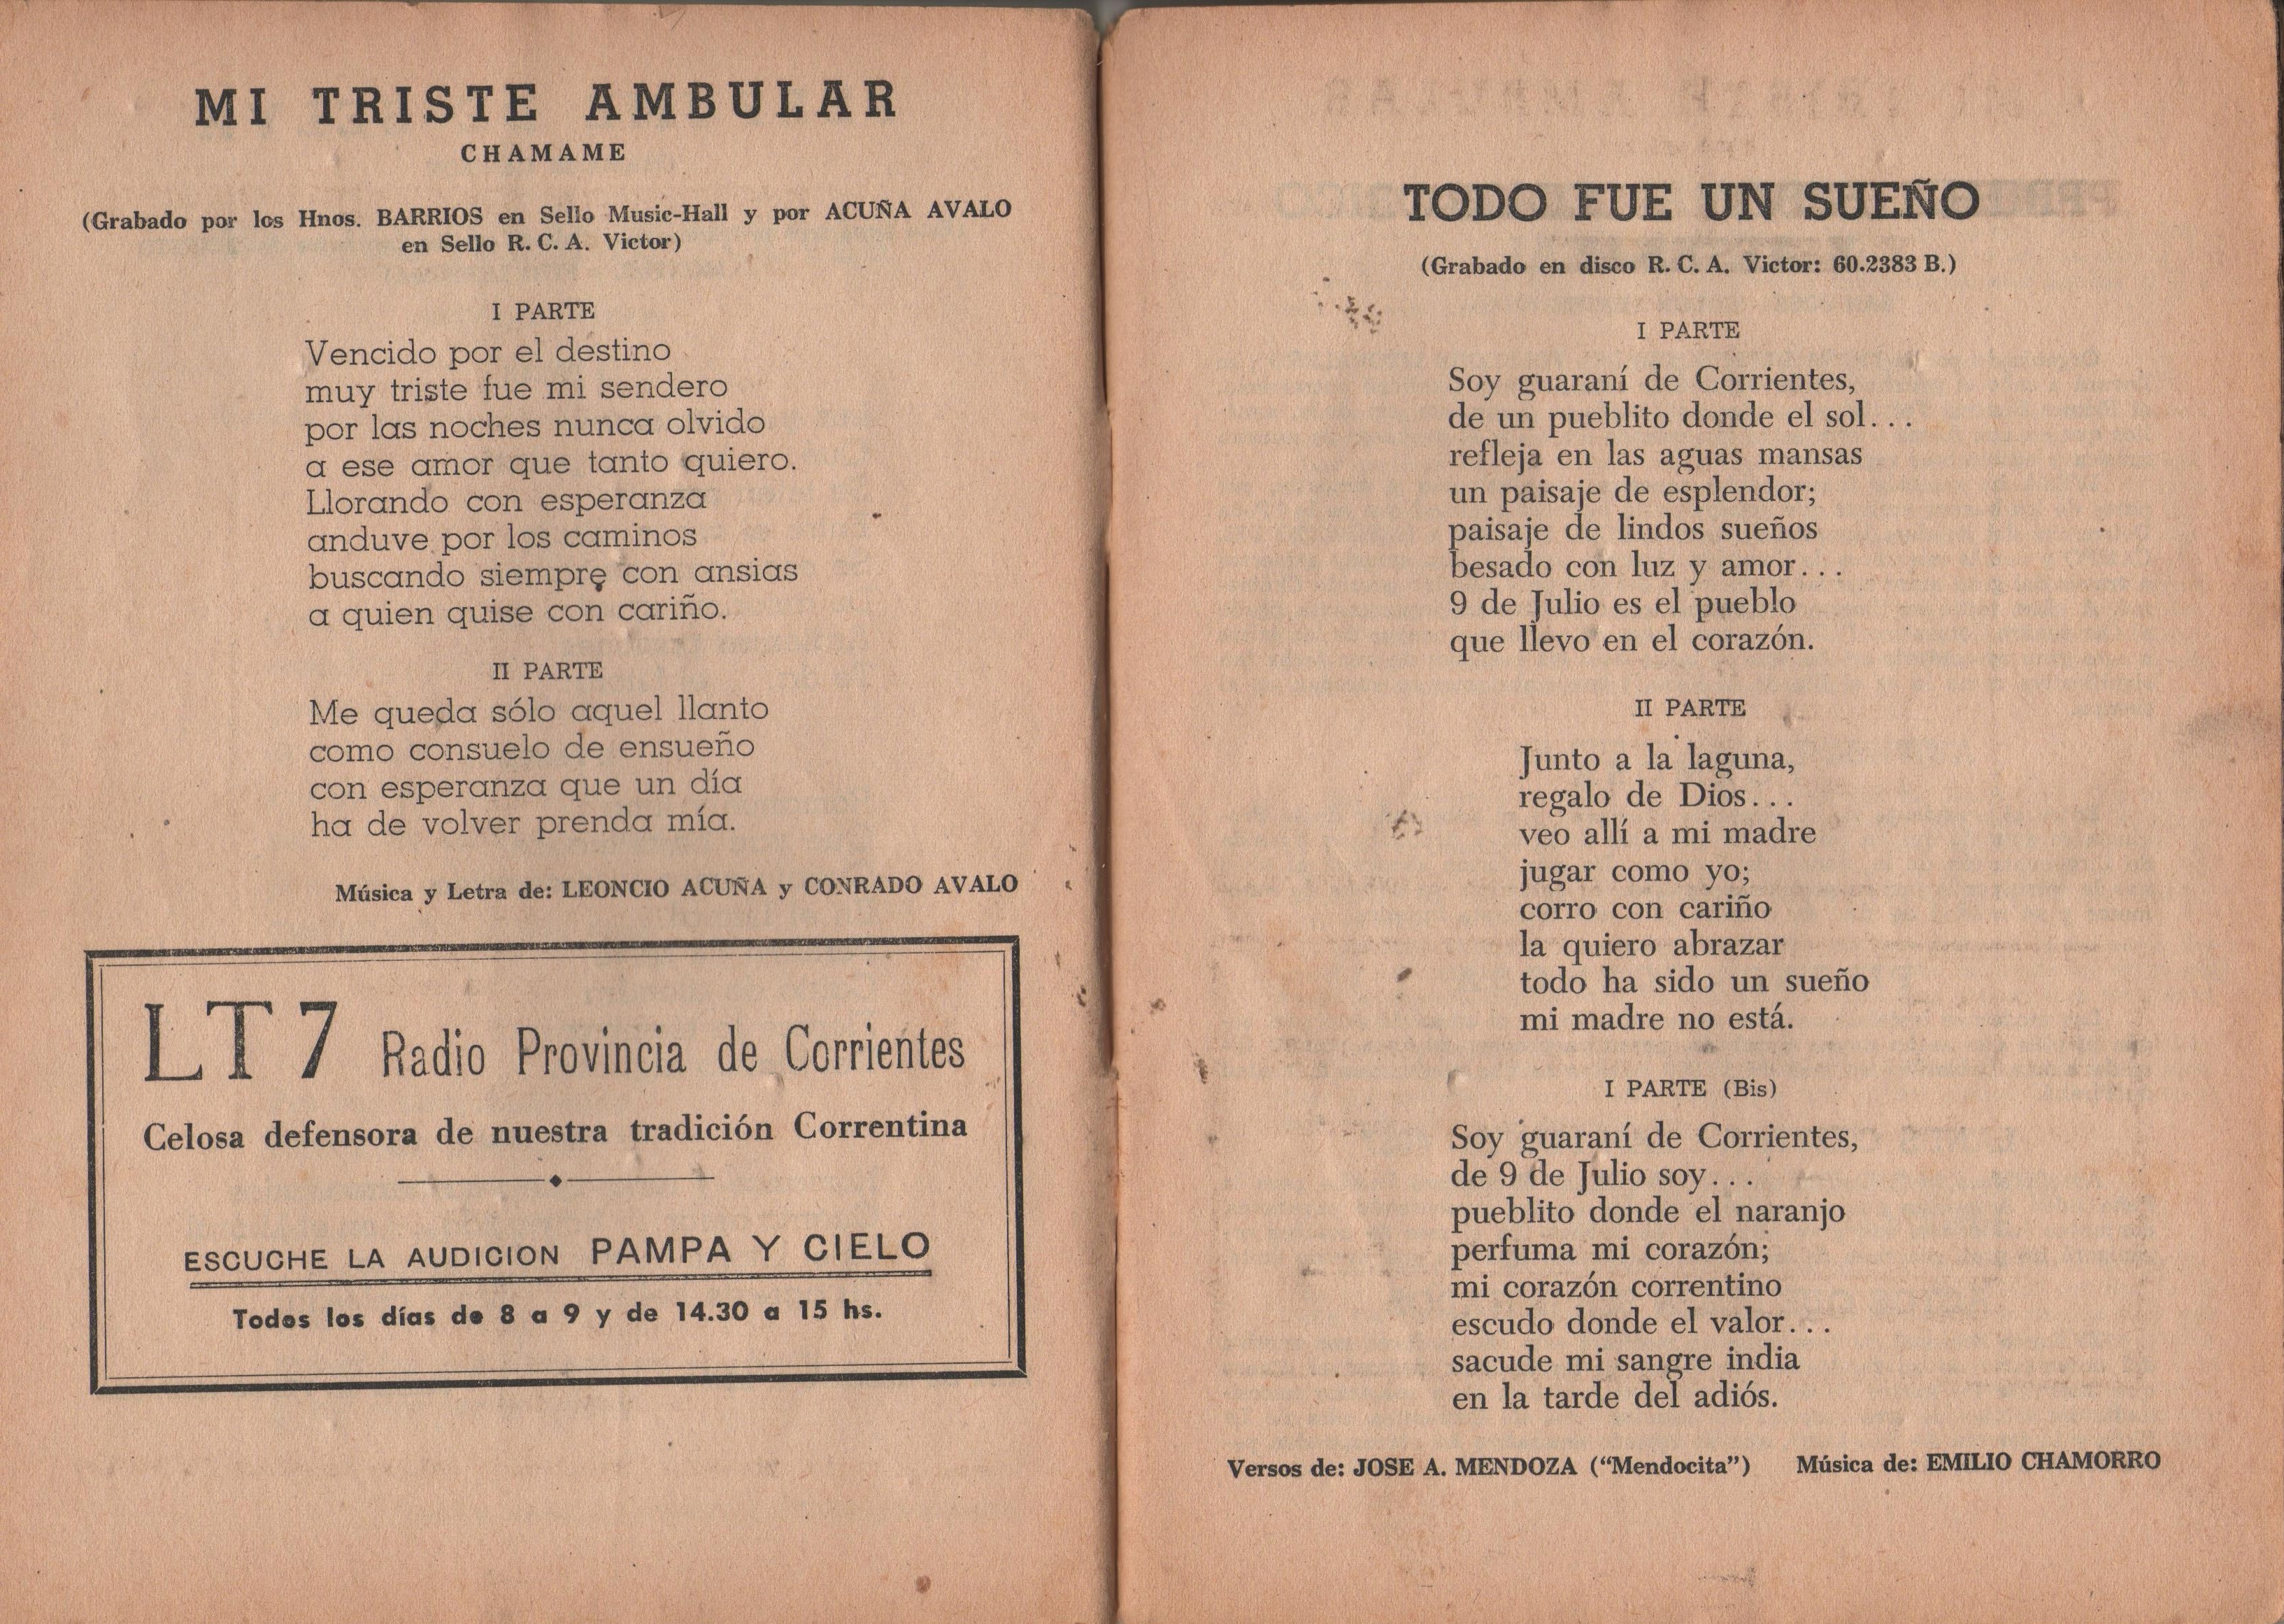 MI TRISTE AMBULAR
CHAMAME
(Grabado por los Hnos. BARRIOS en Sello Music-Hall y por ACUÑA AVALO
en Sello R. C. A. Victor)
I PARTE
Vencido por el destino
muy triste fue mi sendero
por las noches nunca olvido
a ese amor que tanto quiero.
Llorando con esperanza
anduve por los caminos
buscando siempre con ansias
a quien quise con cariño.
II PARTE
Me queda sólo aquel llanto
como consuelo de ensueño
con esperanza que un día
ha de volver prenda mía.
Música y Letra de: LEONCIO ACUÑA y CONRADO AVALO
LT7 Radio Provincia de Corrientes
Celosa defensora de nuestra tradición Correntina
ESCUCHE LA AUDICION PAMPA Y CIELO
Todos los días de 8 a 9 y de 14.30 a 15 hs.
TODO FUE UN SUEÑO
(Grabado en disco R. C. A. Victor: 60.2383 B.)
I PARTE
Soy guaraní de Corrientes,
de un pueblito donde el sol...
refleja en las aguas mansas
un paisaje de esplendor;
paisaje de lindos sueños
besado con luz y amor...
9 de Julio es el pueblo
que llevo en el corazón.
II PARTE
Junto a la laguna,
regalo de Dios...
veo allí a mi madre
jugar como yo;
corro con cariño
la quiero abrazar
todo ha sido un sueño
mi madre no está.
I PARTE (Bis)
Soy guaraní de Corrientes,
de 9 de Julio soy...
pueblito donde el naranjo
perfuma mi corazón;
mi corazón correntino
escudo donde el valor...
sacude mi sangre india
en la tarde del adiós.
Versos de: JOSE A. MENDOZA (“Mendocita”) Música de: EMILIO CHAMORRO